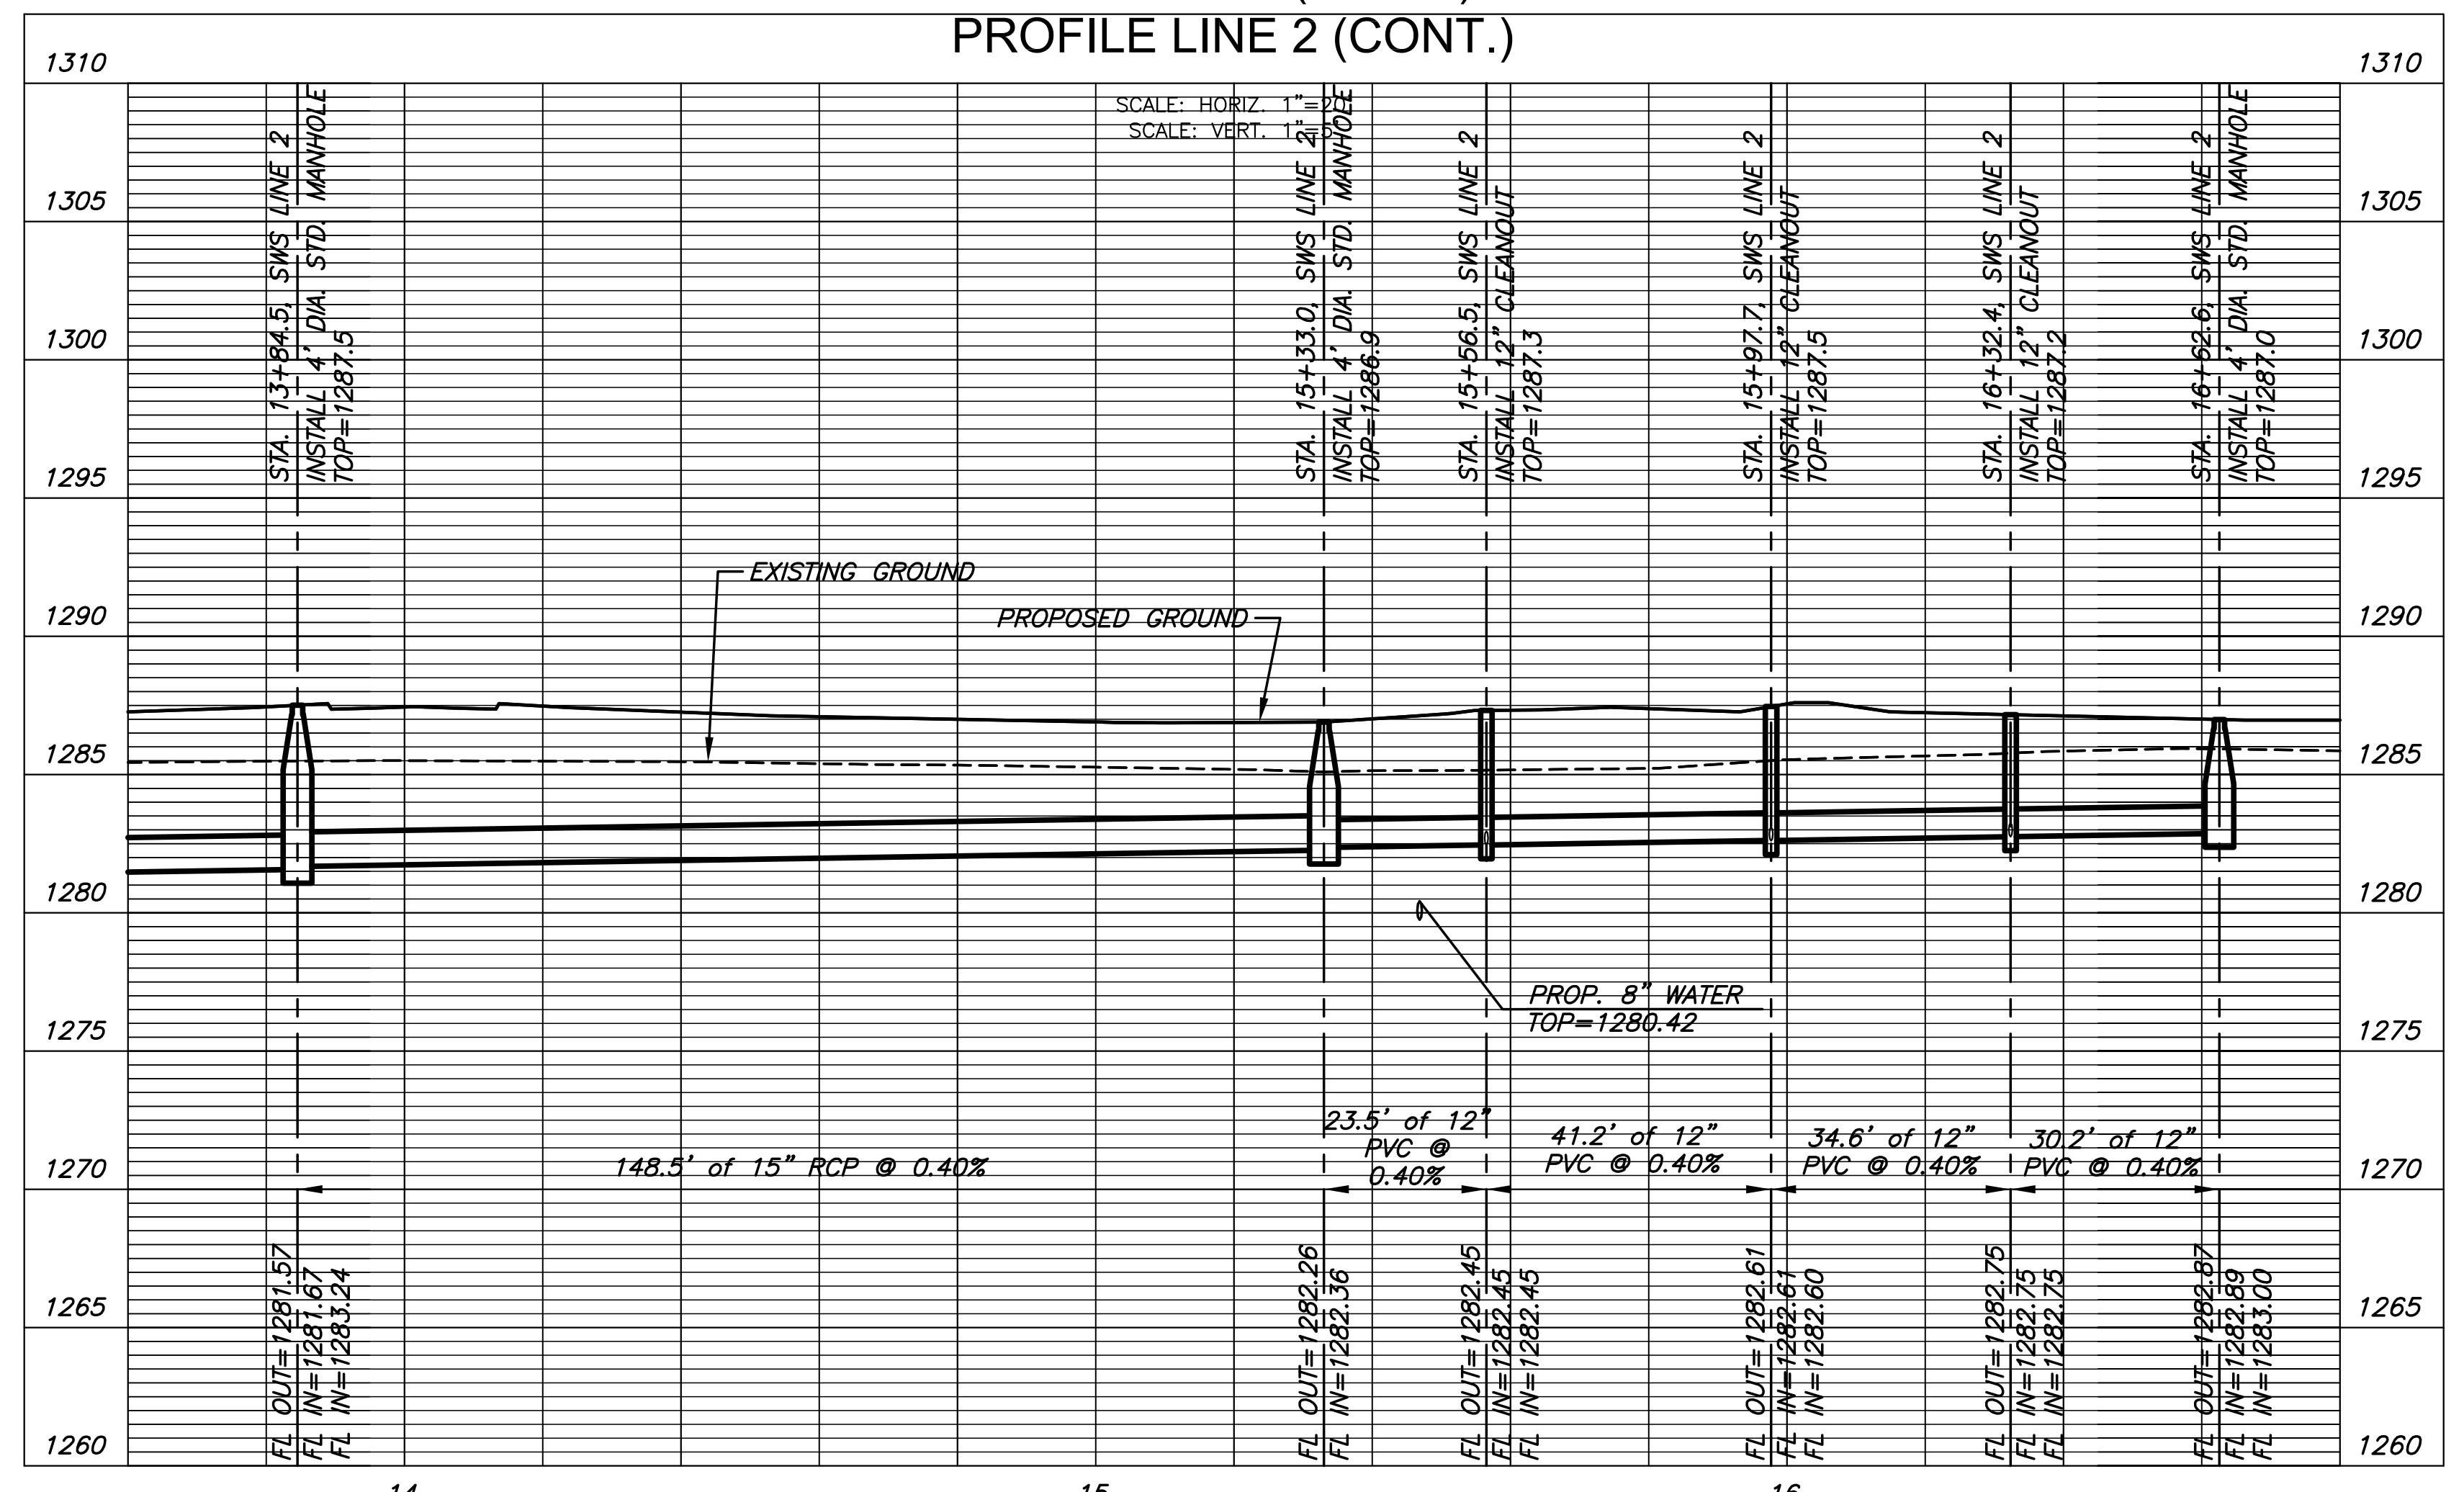 PROFILE LINE 2 (CONT.)
SCALE: HORIZ. 1"=20'
SCALE: VERT. 1"=5'
1310
1305
1300
1295
1290
1285
1280
1275
1270
1265
1260
1310
1305
1300
1295
1290
1285
1280
1275
1270
1265
1260
STA. 13+84.5, SWS LINE 2
INSTALL 4' DIA. STD. MANHOLE
TOP=1287.5
STA. 15+33.0, SWS LINE 2
INSTALL 4' DIA. STD. MANHOLE
TOP=1286.9
STA. 15+56.5, SWS LINE 2
INSTALL 12" CLEANOUT
TOP=1287.3
STA. 15+97.7, SWS LINE 2
INSTALL 12" CLEANOUT
TOP=1287.5
STA. 16+32.4, SWS LINE 2
INSTALL 12" CLEANOUT
TOP=1287.2
STA. 16+62.6, SWS LINE 2
INSTALL 4' DIA. STD. MANHOLE
TOP=1287.0
EXISTING GROUND
PROPOSED GROUND
PROP. 8" WATER
TOP=1280.42
148.5' of 15" RCP @ 0.40%
23.5' of 12"
PVC @
0.40%
41.2' of 12"
PVC @ 0.40%
34.6' of 12"
PVC @ 0.40%
30.2' of 12"
PVC @ 0.40%
FL OUT=1281.57
FL IN=1281.67
FL IN=1283.24
FL OUT=1282.26
FL IN=1282.36
FL OUT=1282.45
FL IN=1282.45
FL IN=1282.45
FL OUT=1282.61
FL IN=1282.61
FL IN=1282.60
FL OUT=1282.75
FL IN=1282.75
FL IN=1282.75
FL OUT=1282.87
FL IN=1282.89
FL IN=1283.00
14
15
16